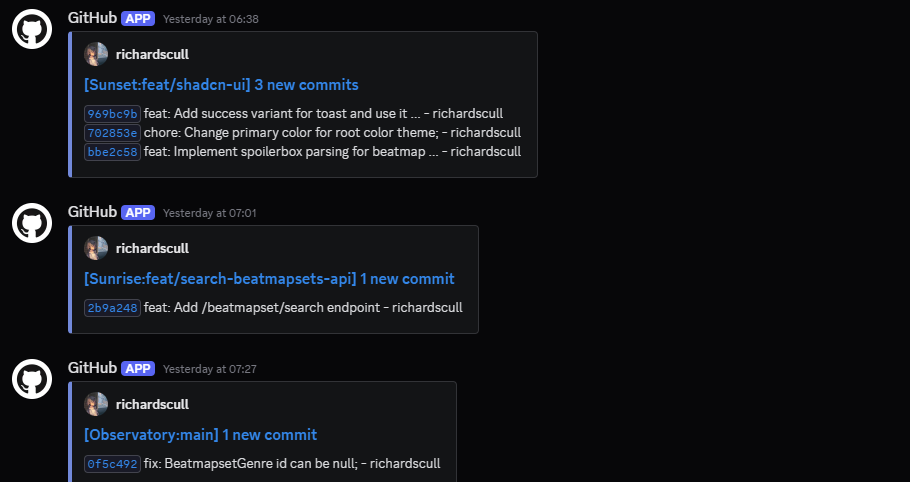 GitHub APP Yesterday at 06:38
richardscull
[Sunset:feat/shadcn-ui] 3 new commits
969bc9b feat: Add success variant for toast and use it ... - richardscull
702853e chore: Change primary color for root color theme; - richardscull
bbe2c58 feat: Implement spoilerbox parsing for beatmap ... - richardscull
GitHub APP Yesterday at 07:01
richardscull
[Sunrise:feat/search-beatmapsets-api] 1 new commit
2b9a248 feat: Add /beatmapset/search endpoint - richardscull
GitHub APP Yesterday at 07:27
richardscull
[Observatory:main] 1 new commit
0f5c492 fix: BeatmapsetGenre id can be null; - richardscull